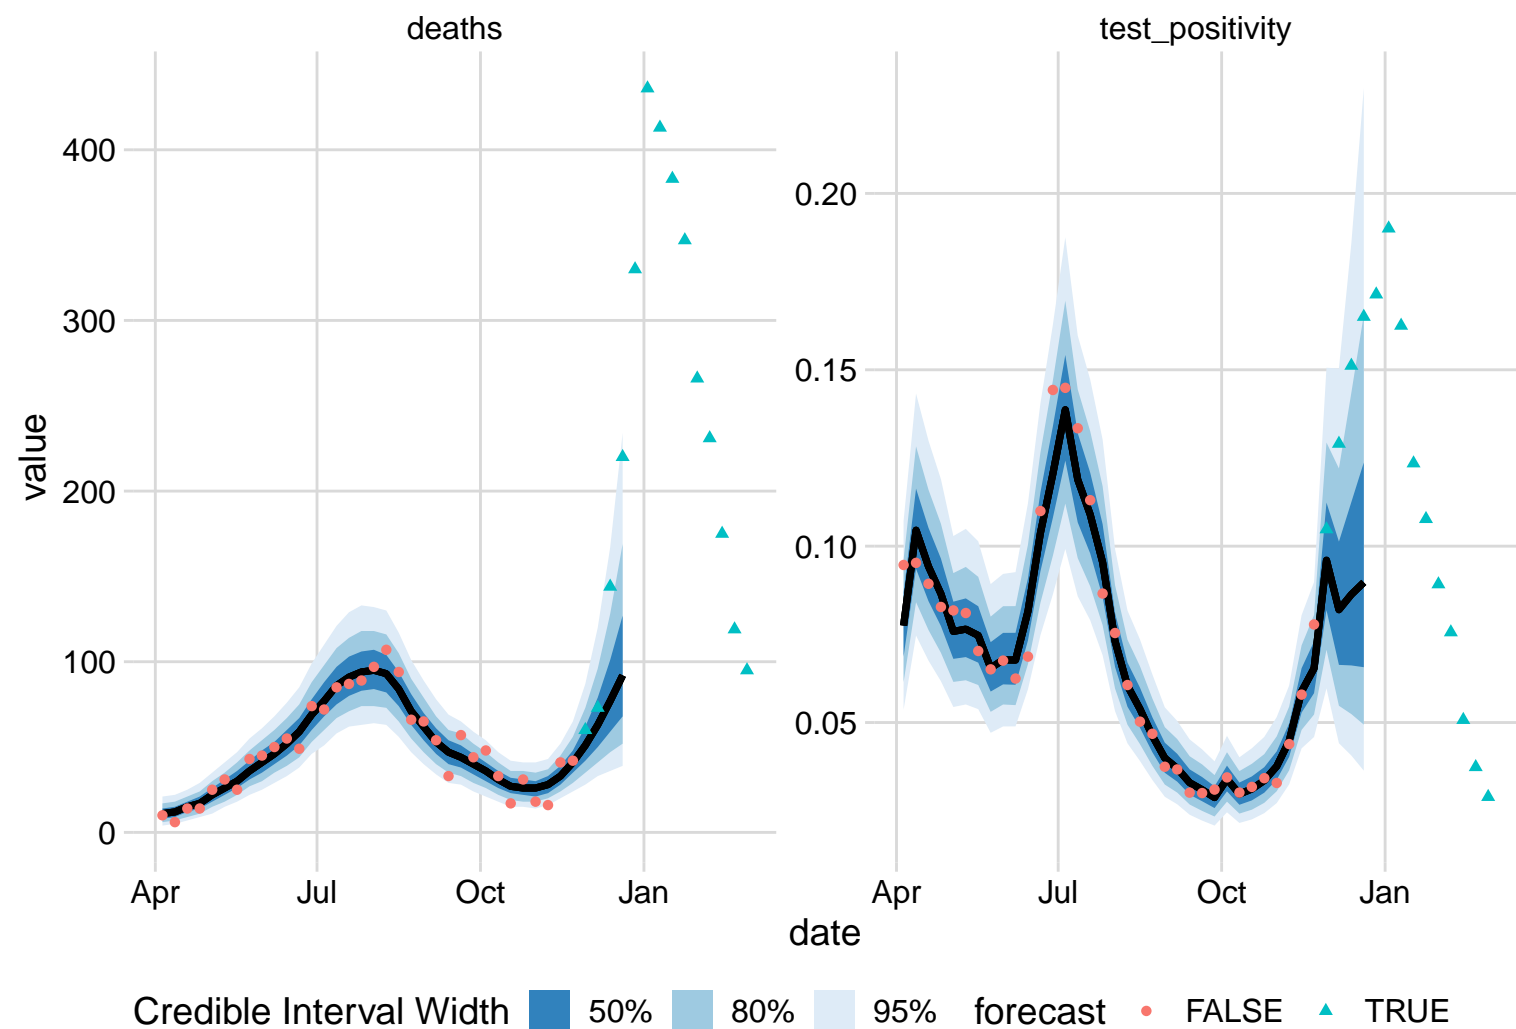 deaths
test_positivity
value
400
300
200
100
0
0.20
0.15
0.10
0.05
Apr
Jul
Oct
Jan
Apr
Jul
Oct
Jan
date
Credible Interval Width 50% 80% 95% forecast FALSE TRUE